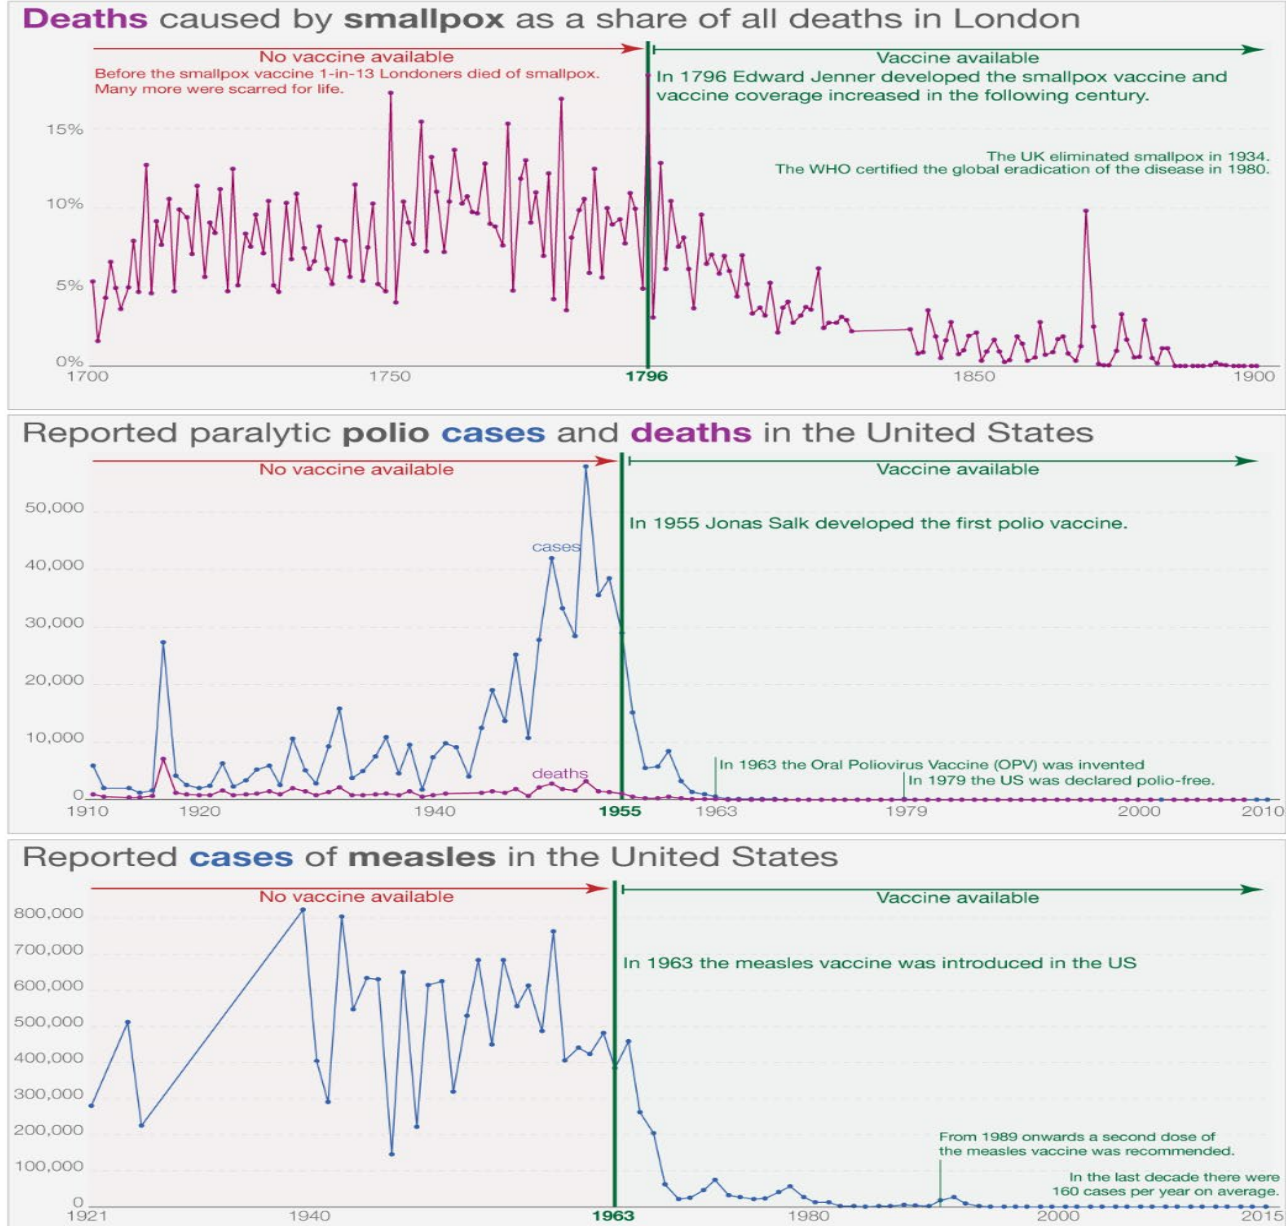 Deaths caused by smallpox as a share of all deaths in London
No vaccine available
Vaccine available
Before the smallpox vaccine 1-in-13 Londoners died of smallpox.
Many more were scarred for life.
In 1796 Edward Jenner developed the smallpox vaccine and
vaccine coverage increased in the following century.
The UK eliminated smallpox in 1934.
The WHO certified the global eradication of the disease in 1980.
15%
10%
5%
0%
1700 1750 1796 1850 1900
Reported paralytic polio cases and deaths in the United States
No vaccine available
Vaccine available
In 1955 Jonas Salk developed the first polio vaccine.
50,000
cases
40,000
30,000
20,000
10,000
In 1963 the Oral Poliovirus Vaccine (OPV) was invented
deaths
In 1979 the US was declared polio-free.
0
1910 1920 1940 1955 1963 1979 2000 2010
Reported cases of measles in the United States
No vaccine available
Vaccine available
800,000
700,000
In 1963 the measles vaccine was introduced in the US
600,000
500,000
400,000
300,000
200,000
From 1989 onwards a second dose of
the measles vaccine was recommended.
100,000
In the last decade there were
160 cases per year on average.
0
1921 1940 1963 1980 2000 2015